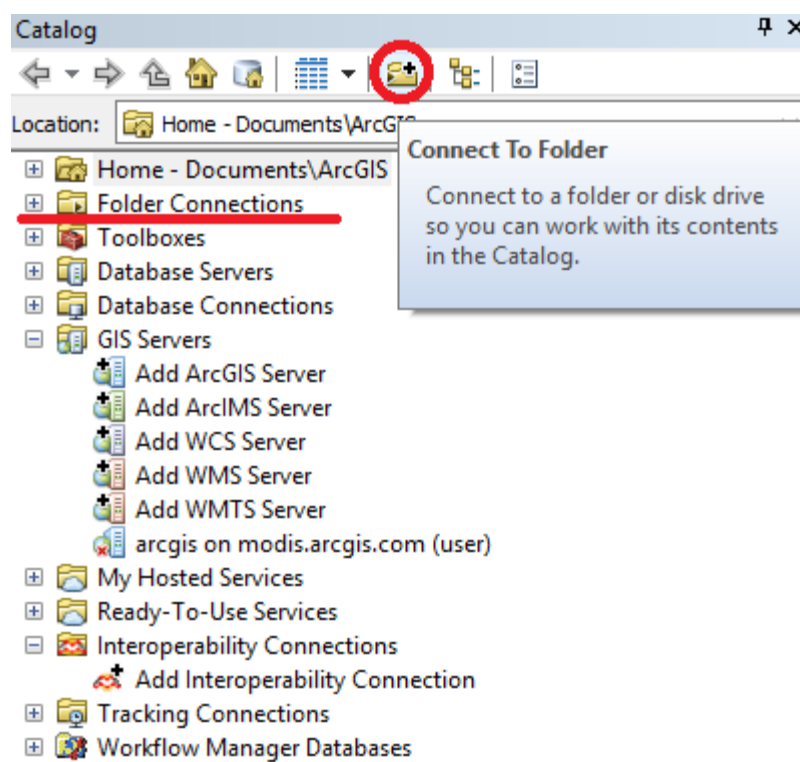 Catalog
Location: Home - Documents\ArcGIS
Connect To Folder
Connect to a folder or disk drive
so you can work with its contents
in the Catalog.
Home - Documents\ArcGIS
Folder Connections
Toolboxes
Database Servers
Database Connections
GIS Servers
Add ArcGIS Server
Add ArcIMS Server
Add WCS Server
Add WMS Server
Add WMTS Server
arcgis on modis.arcgis.com (user)
My Hosted Services
Ready-To-Use Services
Interoperability Connections
Add Interoperability Connection
Tracking Connections
Workflow Manager Databases